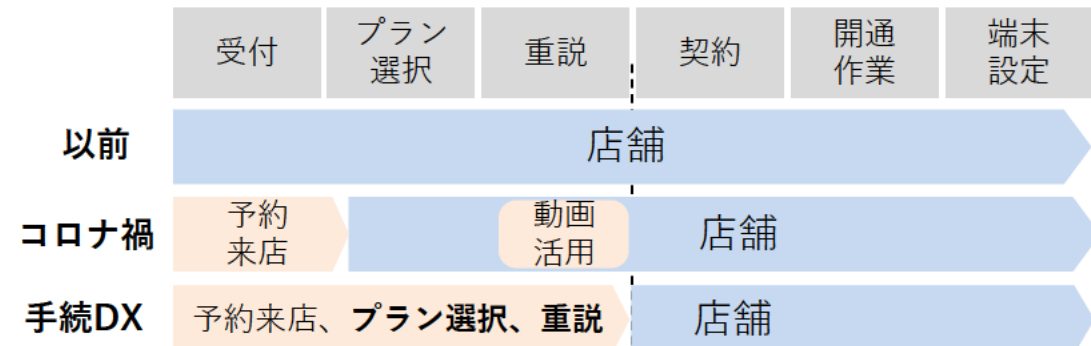 受付
プラン
選択
重説
契約
開通
作業
端末
設定
以前
店舗
コロナ禍
予約
来店
動画
活用
店舗
手続DX
予約来店、プラン選択、重説
店舗